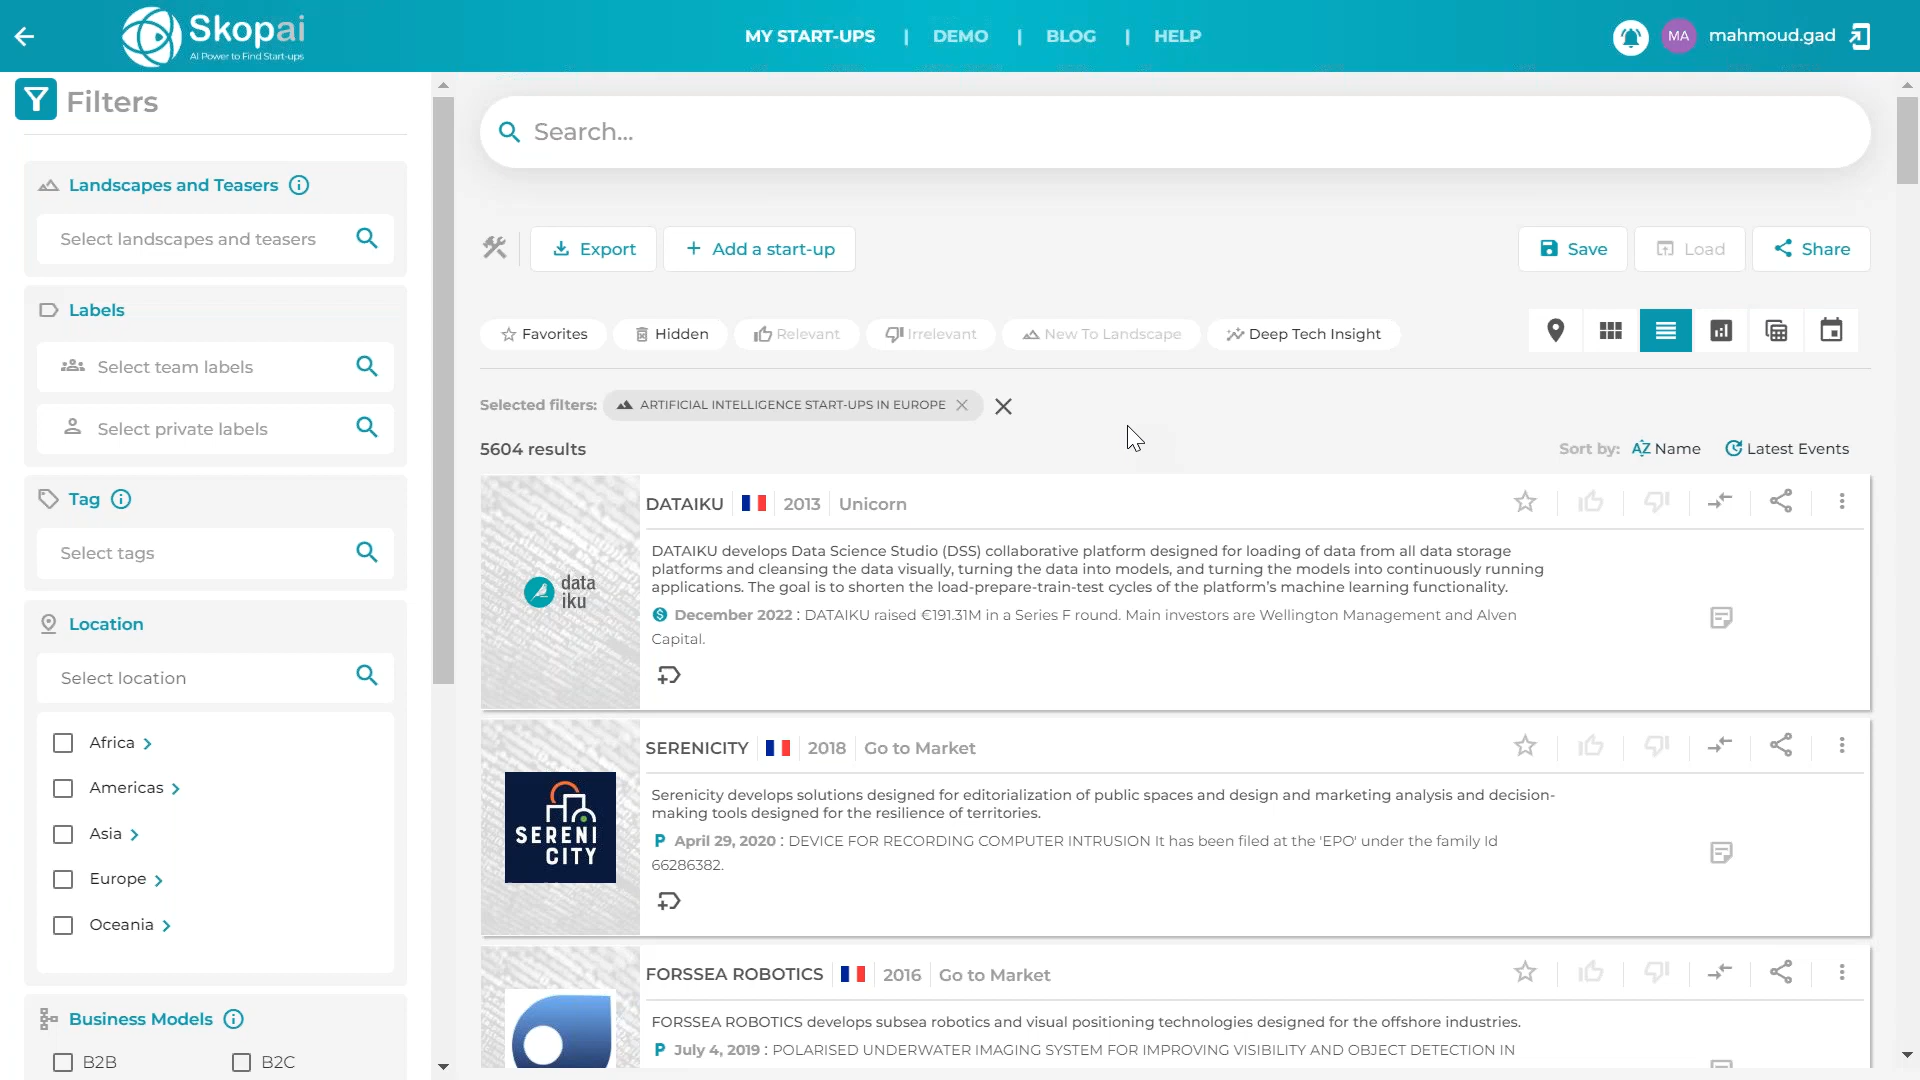 Skopai
AI Power to Find Start-ups
MY START-UPS | DEMO | BLOG | HELP
MA mahmoud.gad
Filters
Landscapes and Teasers
Select landscapes and teasers
Labels
Select team labels
Select private labels
Tag
Select tags
Location
Select location
Africa
Americas
Asia
Europe
Oceania
Business Models
B2B B2C
Search...
Export + Add a start-up Save Load Share
Favorites Hidden Relevant Irrelevant New To Landscape Deep Tech Insight
Selected filters: ARTIFICIAL INTELLIGENCE START-UPS IN EUROPE
5604 results Sort by: AZ Name Latest Events
data
iku
DATAIKU 2013 Unicorn
DATAIKU develops Data Science Studio (DSS) collaborative platform designed for loading of data from all data storage
platforms and cleansing the data visually, turning the data into models, and turning the models into continuously running
applications. The goal is to shorten the load-prepare-train-test cycles of the platform's machine learning functionality.
December 2022 : DATAIKU raised €191.31M in a Series F round. Main investors are Wellington Management and Alven
Capital.
SERENI
CITY
SERENICITY 2018 Go to Market
Serenicity develops solutions designed for editorialization of public spaces and design and marketing analysis and decision-
making tools designed for the resilience of territories.
P April 29, 2020 : DEVICE FOR RECORDING COMPUTER INTRUSION It has been filed at the 'EPO' under the family Id
66286382.
FORSSEA ROBOTICS 2016 Go to Market
FORSSEA ROBOTICS develops subsea robotics and visual positioning technologies designed for the offshore industries.
P July 4, 2019 : POLARISED UNDERWATER IMAGING SYSTEM FOR IMPROVING VISIBILITY AND OBJECT DETECTION IN